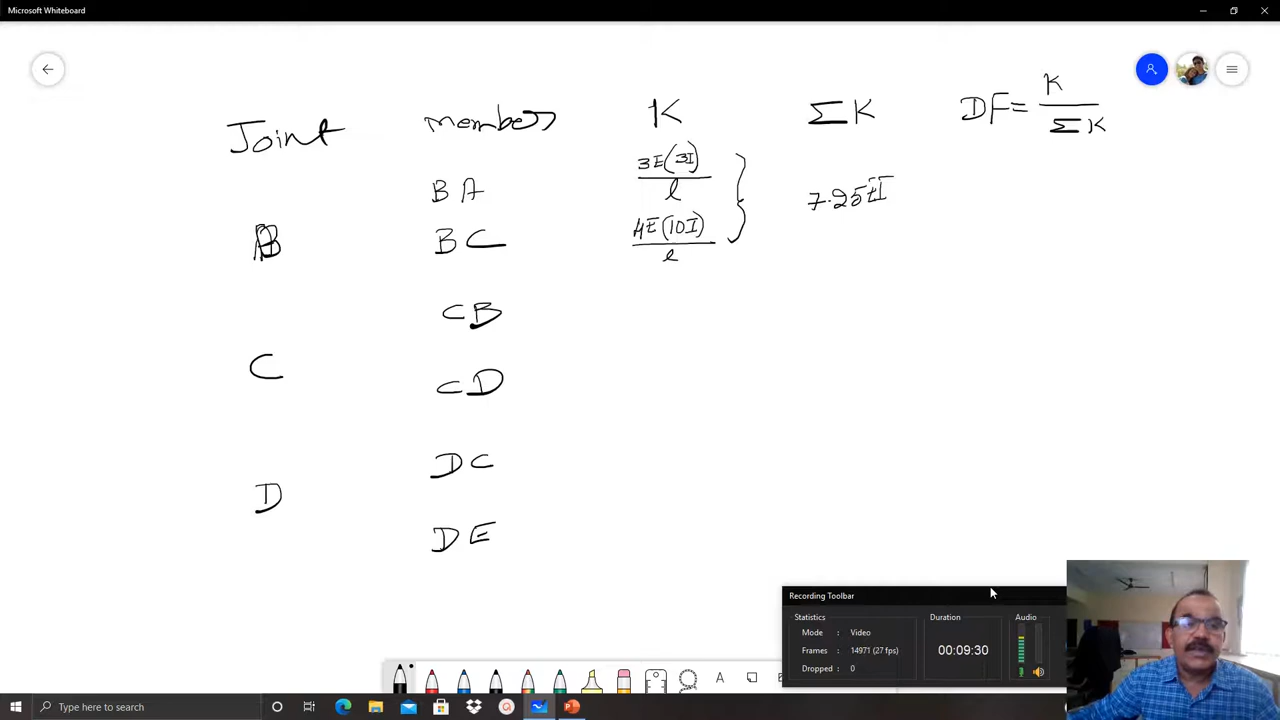 Microsoft Whiteboard
Joint members K ΣK DF = K / ΣK
B
BA 3E(3I) / l
BC 4E(10I) / l
7.25EI
C
CB
CD
D
DC
DE
Recording Toolbar
Statistics Duration Audio
Mode : Video
Frames : 14971 (27 fps)
Dropped : 0
00:09:30
Type here to search